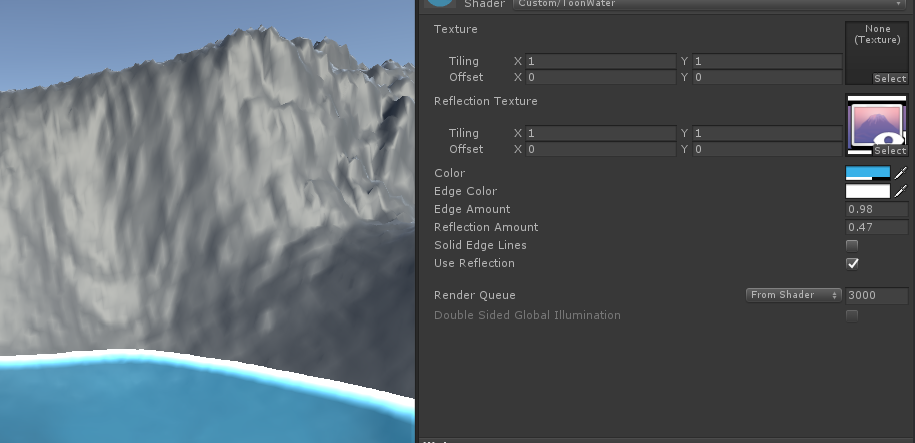 Shader Custom/ToonWater
Texture
None
(Texture)
Tiling X 1 Y 1
Offset X 0 Y 0
Select
Reflection Texture
Tiling X 1 Y 1
Offset X 0 Y 0
Select
Color
Edge Color
Edge Amount 0.98
Reflection Amount 0.47
Solid Edge Lines
Use Reflection
Render Queue From Shader 3000
Double Sided Global Illumination